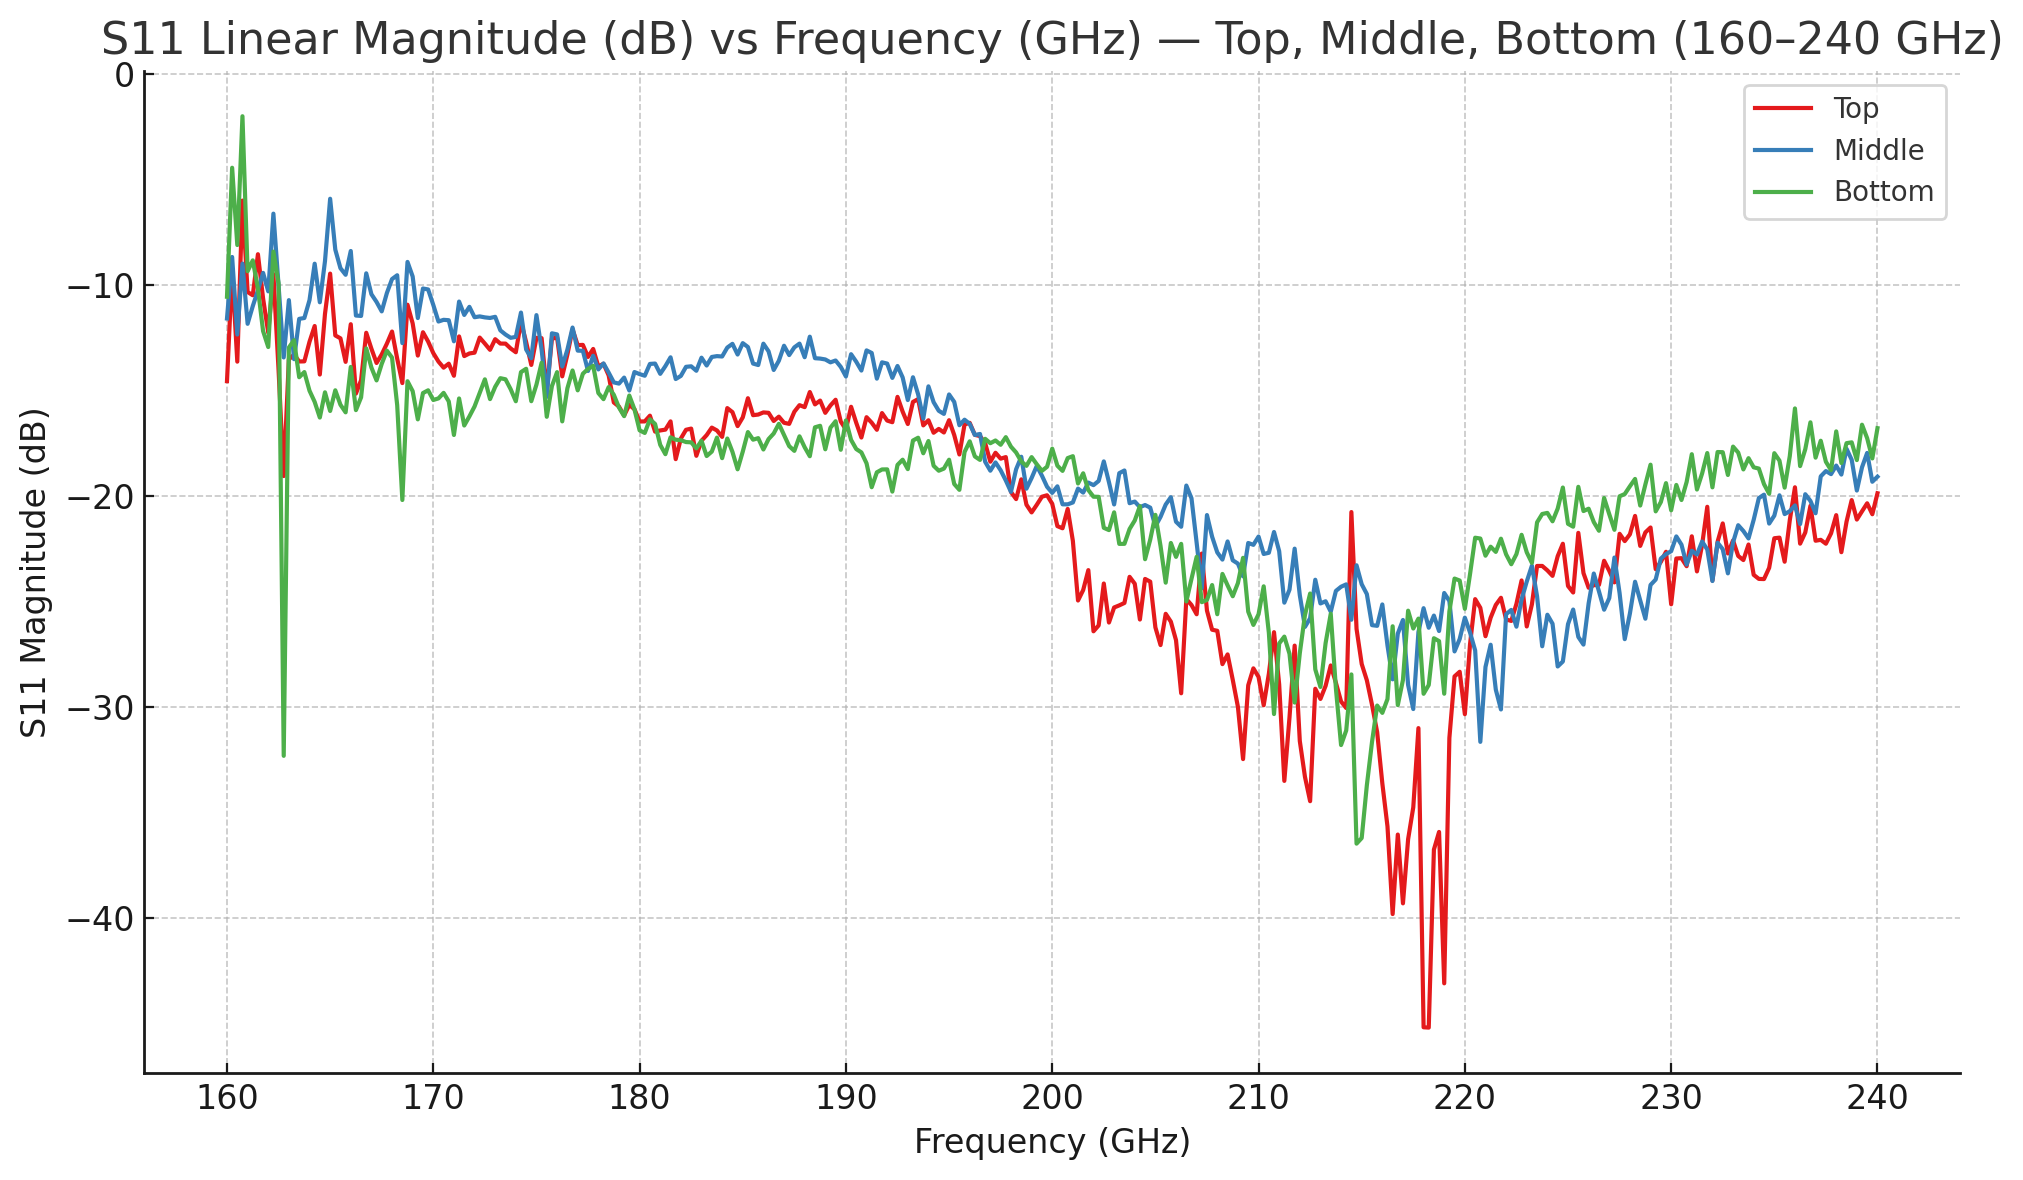 S11 Linear Magnitude (dB) vs Frequency (GHz) — Top, Middle, Bottom (160–240 GHz)
Top
Middle
Bottom
S11 Magnitude (dB)
0
−10
−20
−30
−40
160 170 180 190 200 210 220 230 240
Frequency (GHz)